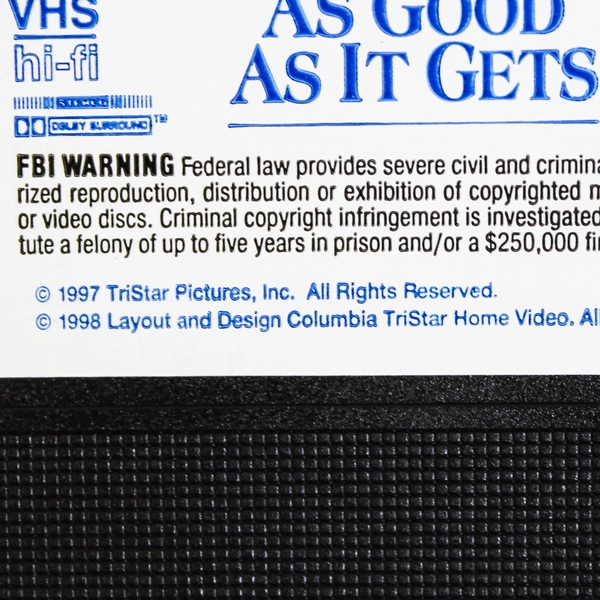 VHS
hi-fi
STEREO
DOLBY SURROUND TM
AS GOOD
AS IT GETS
FBI WARNING Federal law provides severe civil and crimina
rized reproduction, distribution or exhibition of copyrighted m
or video discs. Criminal copyright infringement is investigated
tute a felony of up to five years in prison and/or a $250,000 fi
© 1997 TriStar Pictures, Inc. All Rights Reserved.
© 1998 Layout and Design Columbia TriStar Home Video. Al